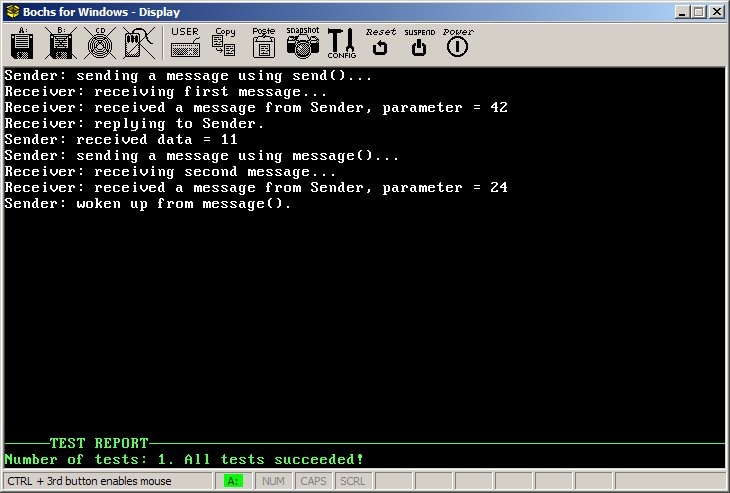 Bochs for Windows - Display
A: B: CD USER Copy Paste snapshot CONFIG Reset SUSPEND Power
Sender: sending a message using send()...
Receiver: receiving first message...
Receiver: received a message from Sender, parameter = 42
Receiver: replying to Sender.
Sender: received data = 11
Sender: sending a message using message()...
Receiver: receiving second message...
Receiver: received a message from Sender, parameter = 24
Sender: woken up from message().
TEST REPORT
Number of tests: 1. All tests succeeded!
CTRL + 3rd button enables mouse A: NUM CAPS SCRL